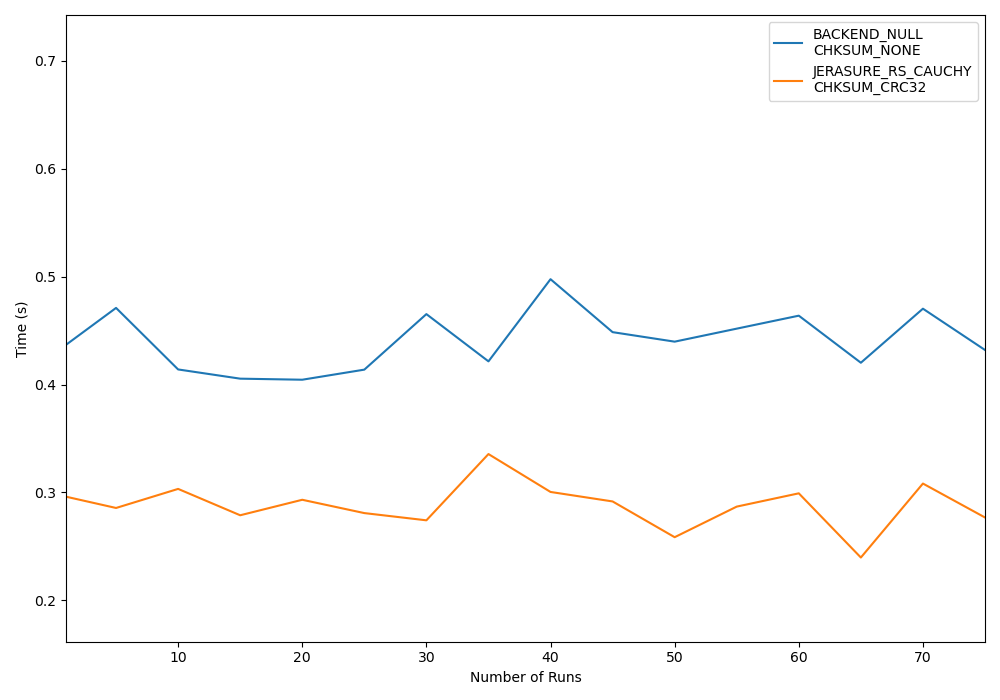 BACKEND_NULL
CHKSUM_NONE
JERASURE_RS_CAUCHY
CHKSUM_CRC32
0.7
0.6
0.5
0.4
0.3
0.2
Time (s)
10 20 30 40 50 60 70
Number of Runs